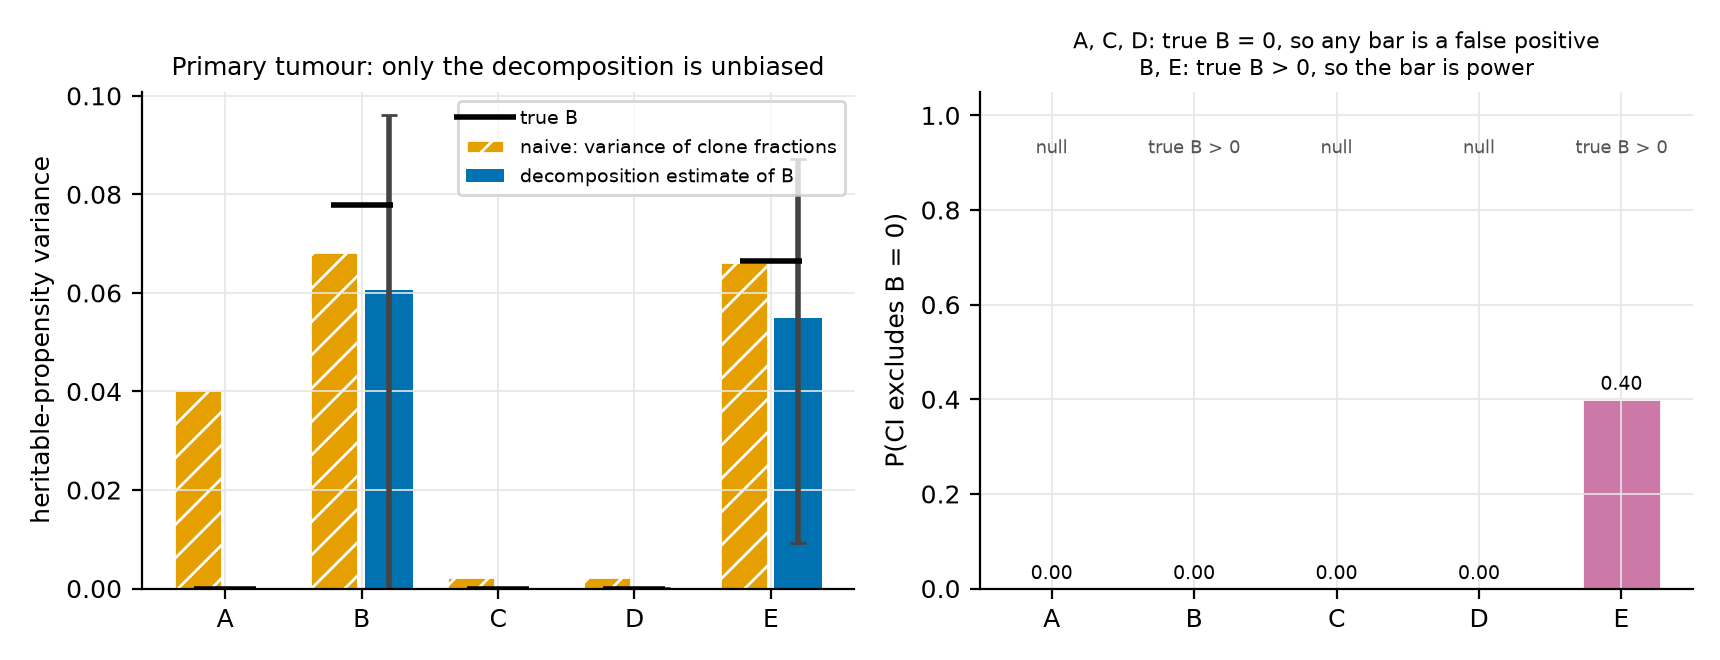 Primary tumour: only the decomposition is unbiased
heritable-propensity variance
0.10
0.08
0.06
0.04
0.02
0.00
true B
naive: variance of clone fractions
decomposition estimate of B
A
B
C
D
E
A, C, D: true B = 0, so any bar is a false positive
B, E: true B > 0, so the bar is power
P(CI excludes B = 0)
1.0
0.8
0.6
0.4
0.2
0.0
null
true B > 0
null
null
true B > 0
0.00
0.00
0.00
0.00
0.40
A
B
C
D
E